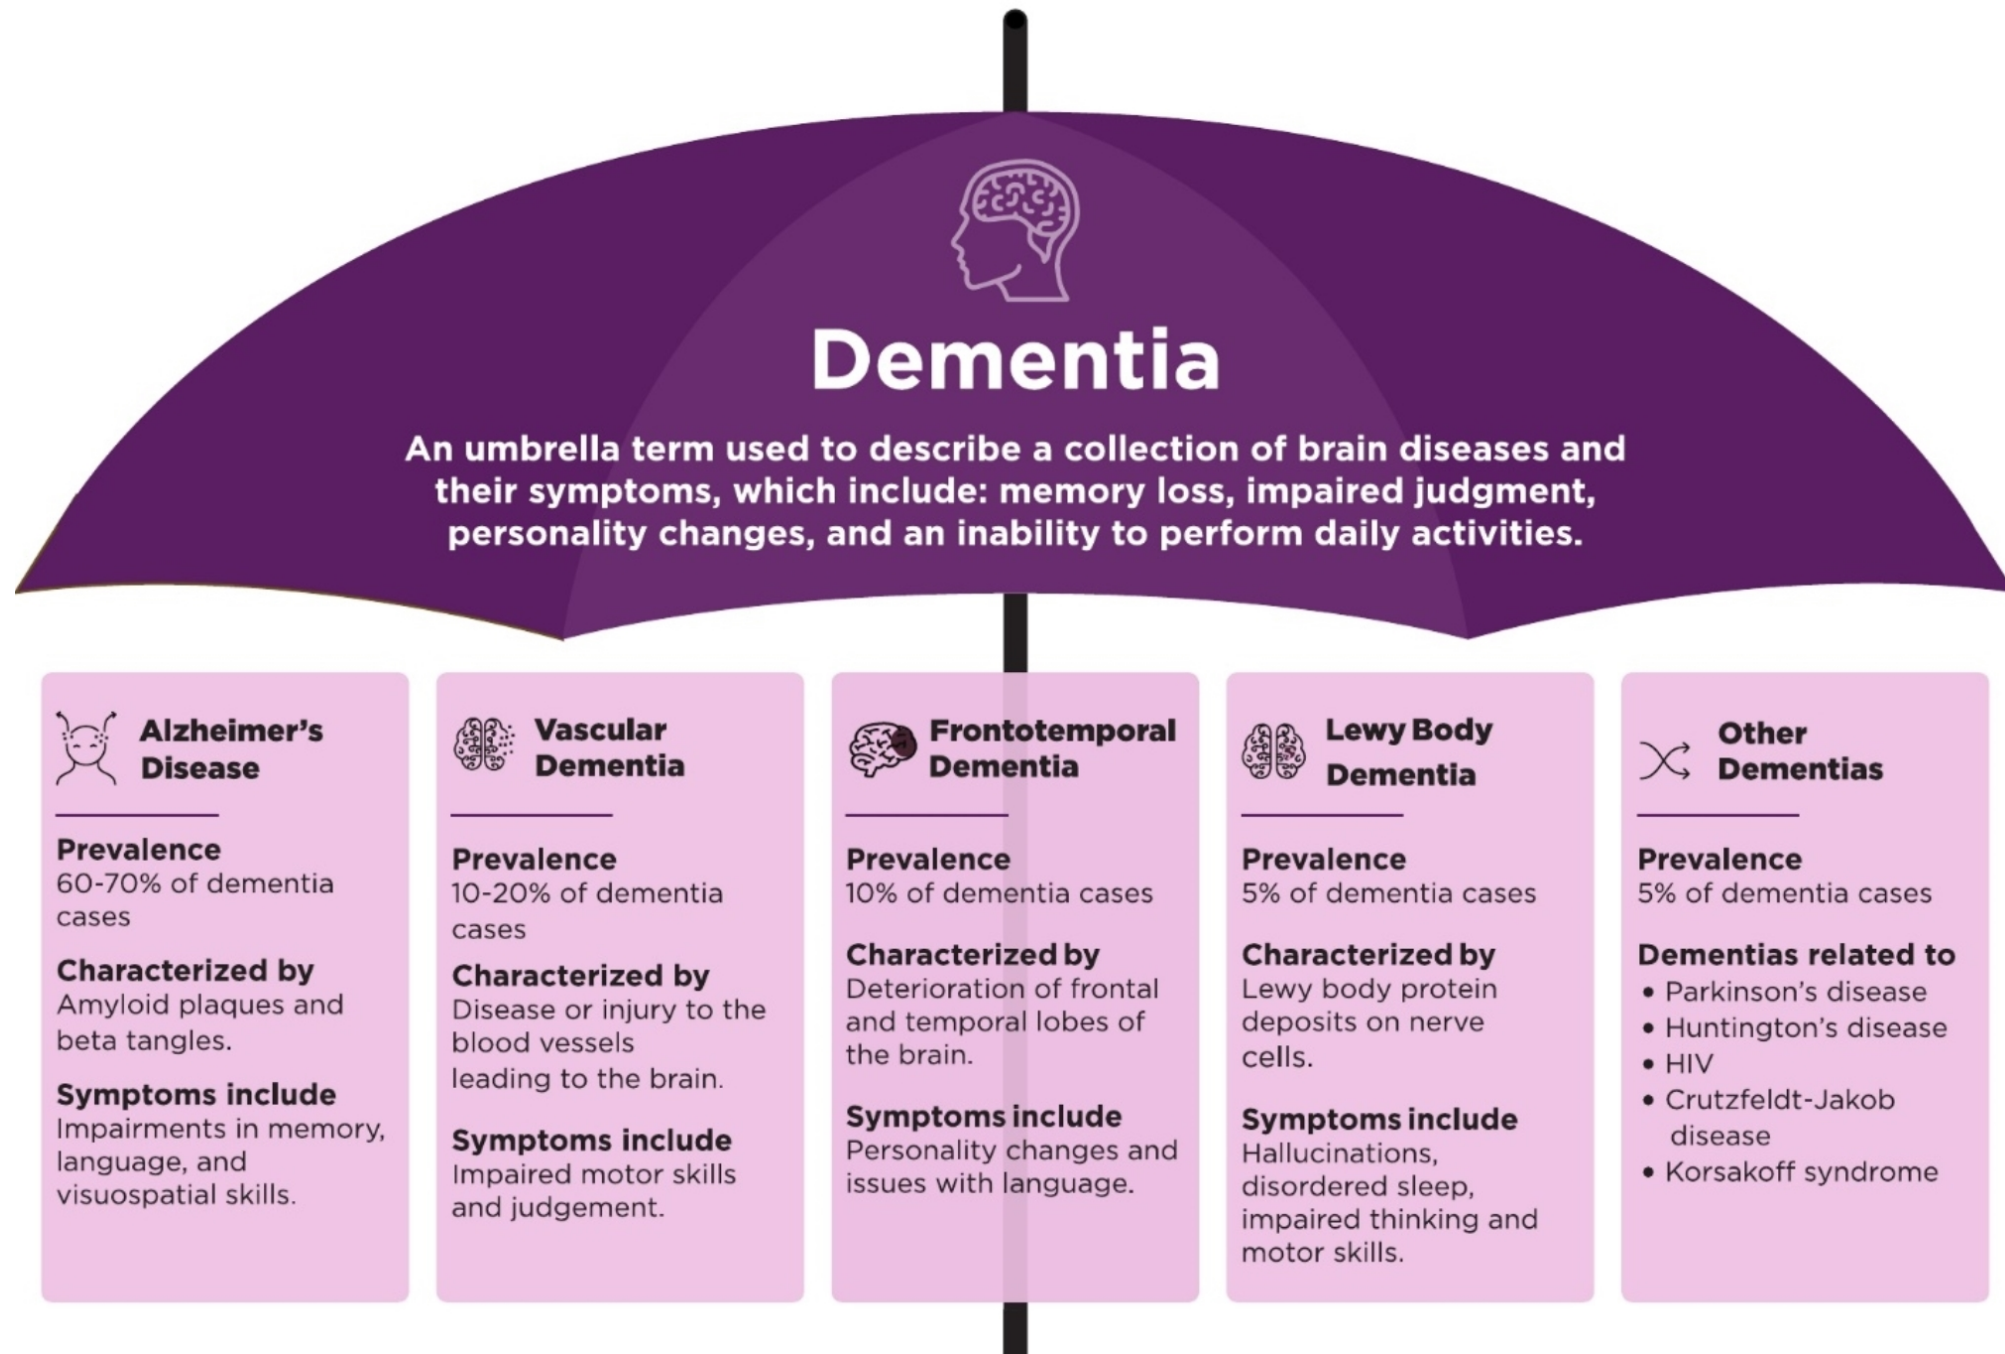 Dementia
An umbrella term used to describe a collection of brain diseases and
their symptoms, which include: memory loss, impaired judgment,
personality changes, and an inability to perform daily activities.
Alzheimer's
Disease
Prevalence
60-70% of dementia
cases
Characterized by
Amyloid plaques and
beta tangles.
Symptoms include
Impairments in memory,
language, and
visuospatial skills.
Vascular
Dementia
Prevalence
10-20% of dementia
cases
Characterized by
Disease or injury to the
blood vessels
leading to the brain.
Symptoms include
Impaired motor skills
and judgement.
Frontotemporal
Dementia
Prevalence
10% of dementia cases
Characterized by
Deterioration of frontal
and temporal lobes of
the brain.
Symptoms include
Personality changes and
issues with language.
Lewy Body
Dementia
Prevalence
5% of dementia cases
Characterized by
Lewy body protein
deposits on nerve
cells.
Symptoms include
Hallucinations,
disordered sleep,
impaired thinking and
motor skills.
Other
Dementias
Prevalence
5% of dementia cases
Dementias related to
• Parkinson's disease
• Huntington's disease
• HIV
• Crutzfeldt-Jakob
disease
• Korsakoff syndrome